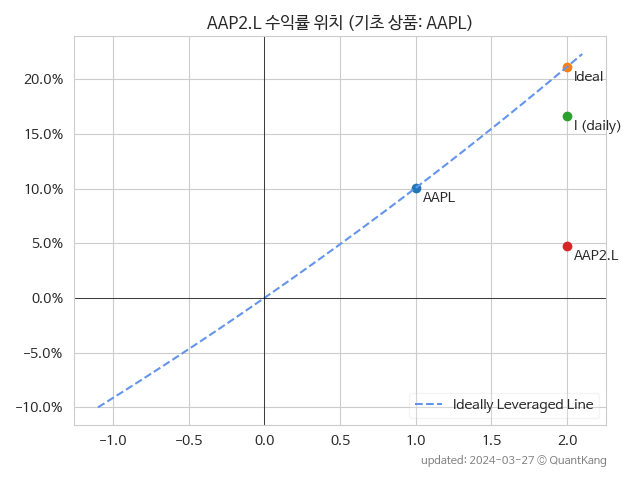 AAP2.L 수익률 위치 (기초 상품: AAPL)
20.0%
15.0%
10.0%
5.0%
0.0%
−5.0%
−10.0%
Ideal
I (daily)
AAPL
AAP2.L
Ideally Leveraged Line
−1.0 −0.5 0.0 0.5 1.0 1.5 2.0
updated: 2024-03-27 © QuantKang